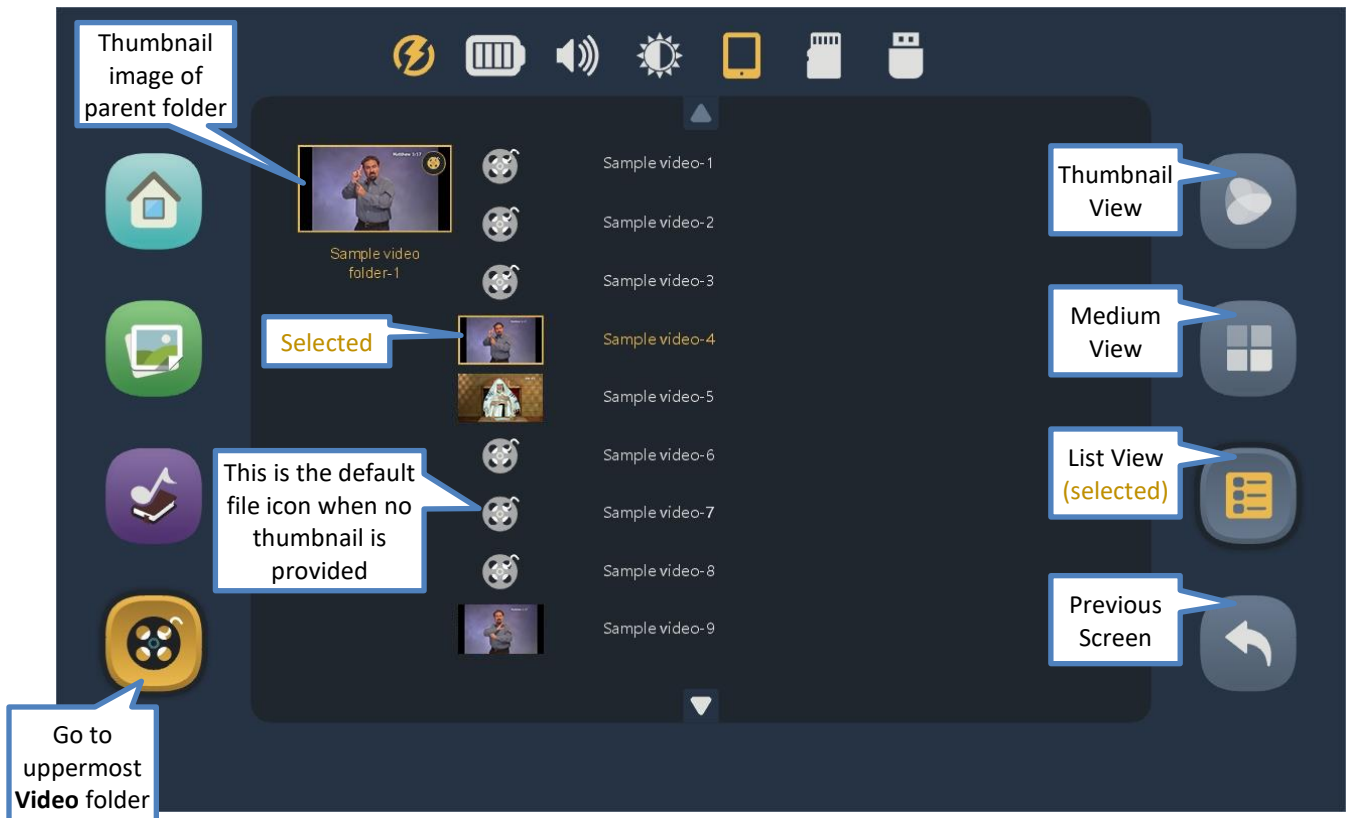 Thumbnail
image of
parent folder
Matthew 3:17
Sample video
folder-1
Sample video-1
Sample video-2
Sample video-3
Selected
Sample video-4
Sample video-5
This is the default
file icon when no
thumbnail is
provided
Sample video-6
Sample video-7
Sample video-8
Sample video-9
Thumbnail
View
Medium
View
List View
(selected)
Previous
Screen
Go to
uppermost
Video folder